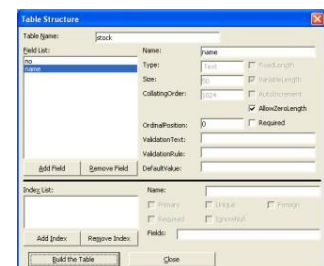 Table Structure
Table Name: stock
Field List: Name: name
no
name
Type: Text FixedLength
Size: 50 VariableLength
CollatingOrder: 1024 AutoIncrement
AllowZeroLength
OrdinalPosition: 0 Required
ValidationText:
ValidationRule:
Add Field Remove Field DefaultValue:
Index List: Name:
Primary Unique Foreign
Required IgnoreNull
Add Index Remove Index Fields:
Build the Table Close